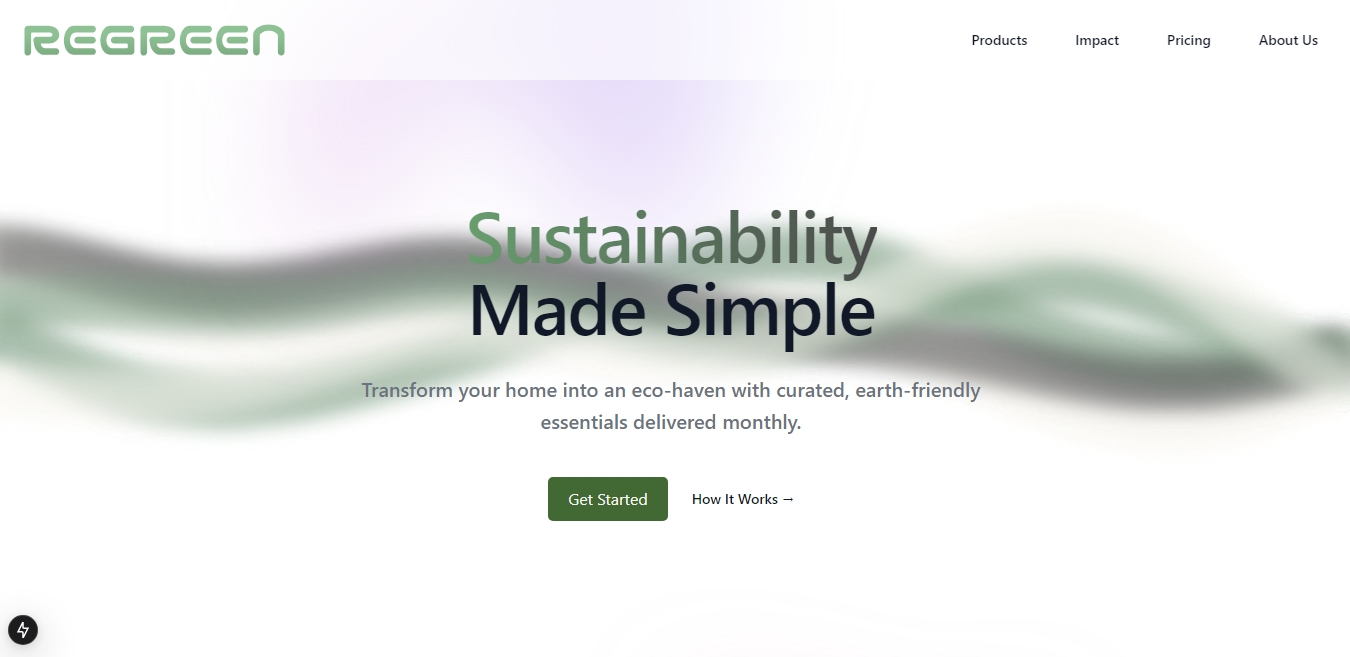 REGREEN
Products
Impact
Pricing
About Us
Sustainability
Made Simple
Transform your home into an eco-haven with curated, earth-friendly
essentials delivered monthly.
Get Started
How It Works →